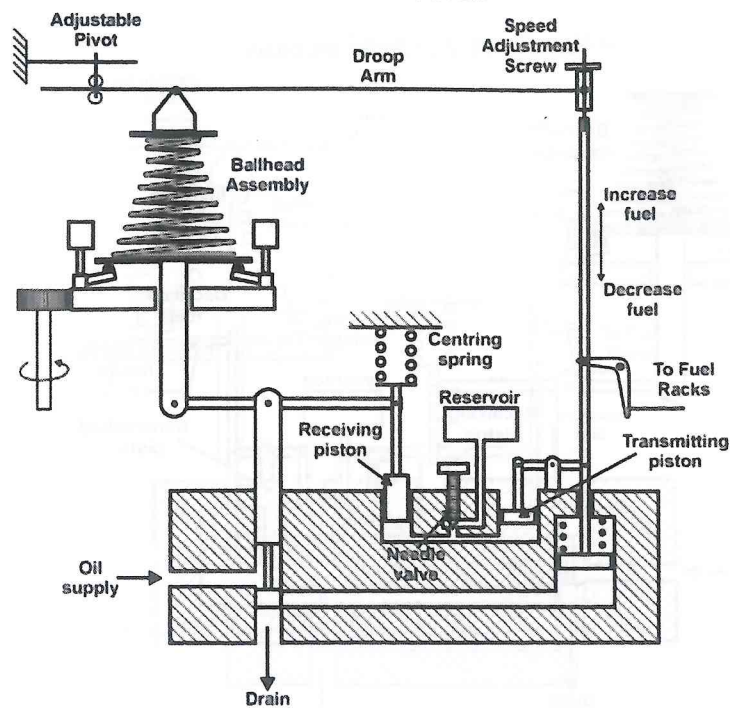 Adjustable
Pivot
Speed
Adjustment
Screw
Droop
Arm
Ballhead
Assembly
Increase
fuel
Decrease
fuel
Centring
spring
To Fuel
Racks
Reservoir
Receiving
piston
Transmitting
piston
Needle
valve
Oil
supply
Drain